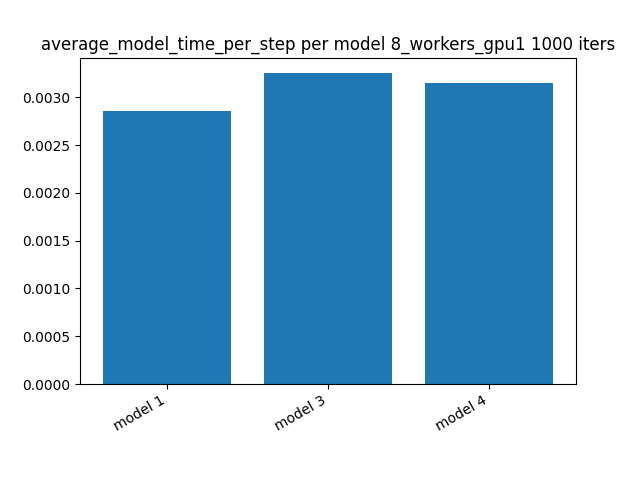 average_model_time_per_step per model 8_workers_gpu1 1000 iters
0.0030
0.0025
0.0020
0.0015
0.0010
0.0005
0.0000
model 1
model 3
model 4